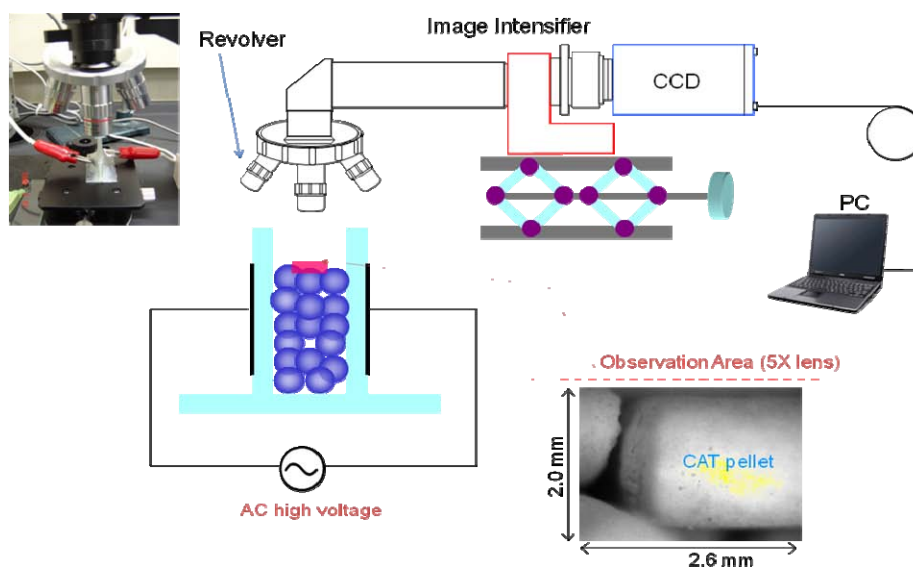 Revolver
Image Intensifier
CCD
PC
Observation Area (5X lens)
CAT pellet
2.0 mm
2.6 mm
AC high voltage